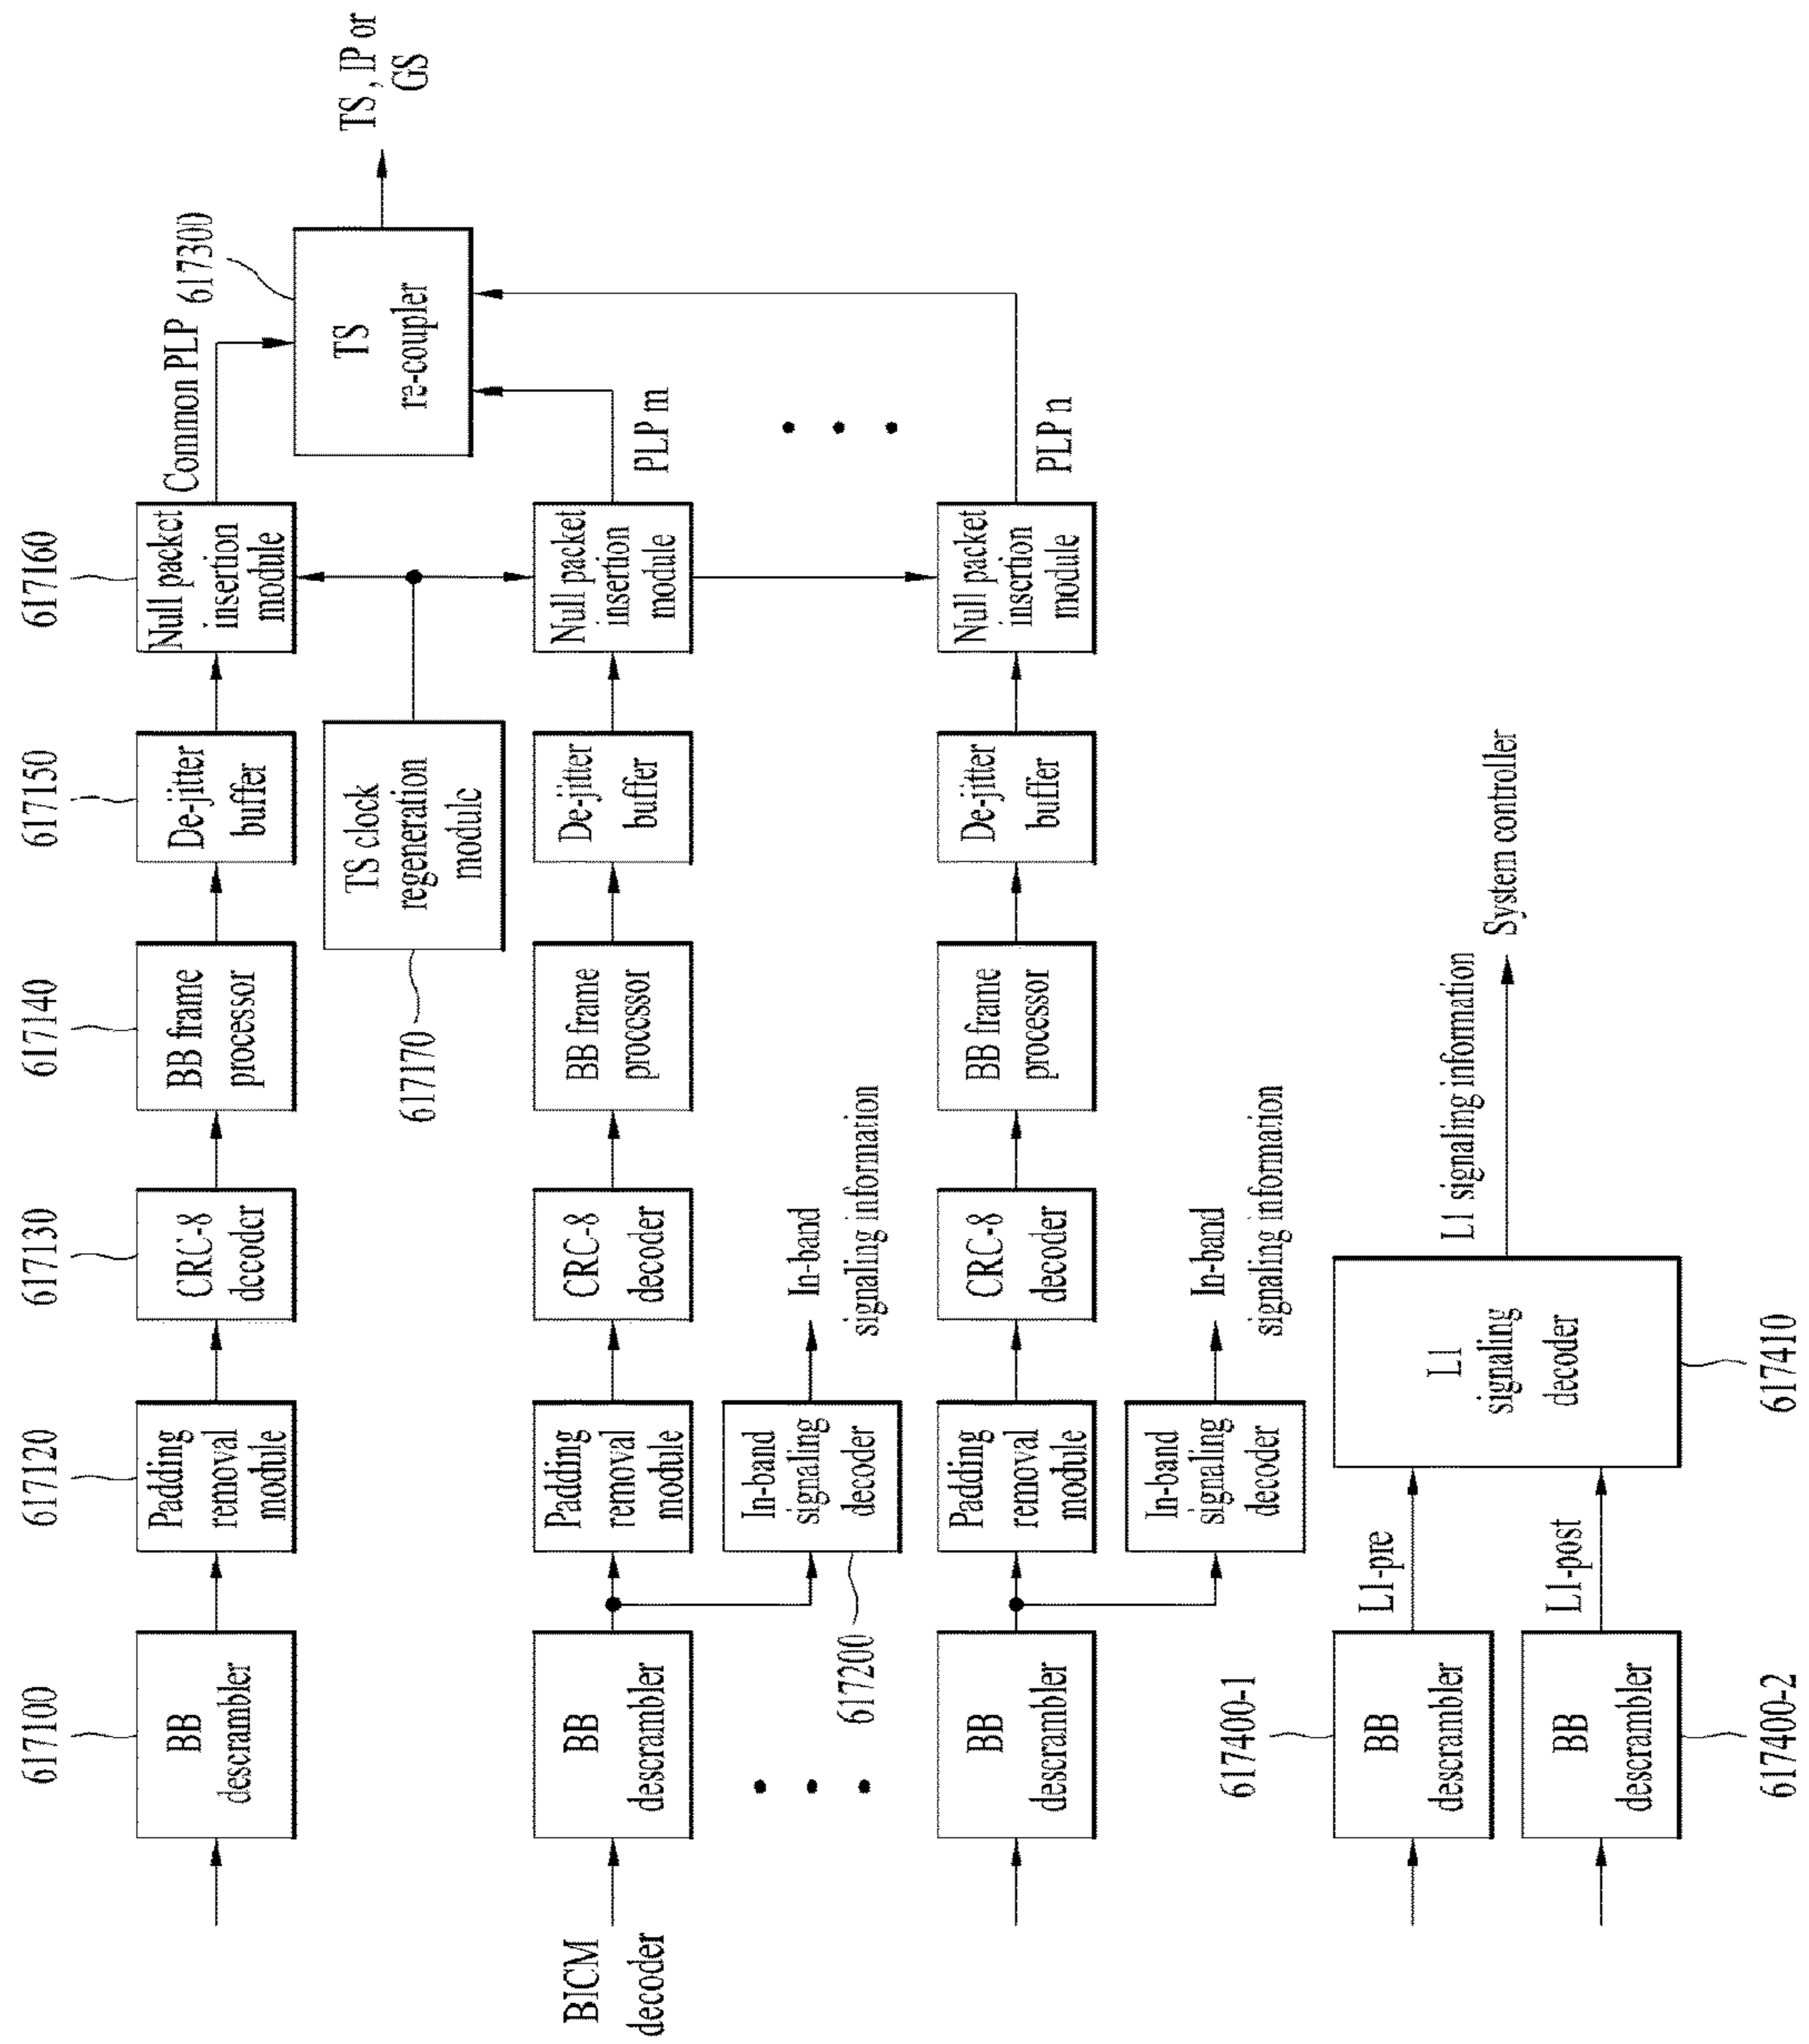 617100
617120
617130
617140
617150
617160
BB
descrambler
Padding
removal
module
CRC-8
decoder
BB frame
processor
De-jitter
buffer
Null packet
insertion
module
Common PLP
617300
TS
re-coupler
TS, IP or
GS
TS clock
regeneration
module
617170
BICM
decoder
BB
descrambler
Padding
removal
module
CRC-8
decoder
BB frame
processor
De-jitter
buffer
Null packet
insertion
module
PLP m
In-band
signaling
decoder
In-band
signaling information
617200
BB
descrambler
Padding
removal
module
CRC-8
decoder
BB frame
processor
De-jitter
buffer
Null packet
insertion
module
PLP n
In-band
signaling
decoder
In-band
signaling information
617400-1
BB
descrambler
L1-pre
L1
signaling
decoder
L1 signaling information
System controller
BB
descrambler
L1-post
617400-2
617410